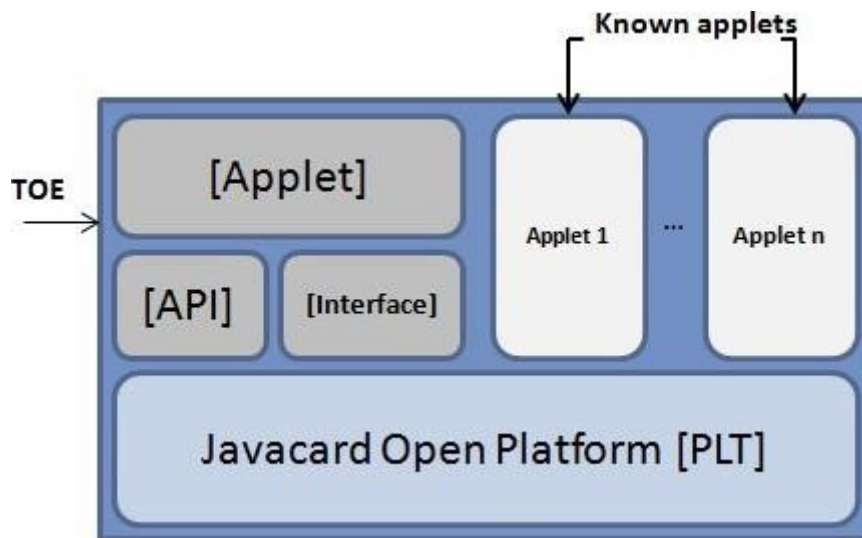 Known applets
TOE
[Applet]
Applet 1
...
Applet n
[API]
[Interface]
Javacard Open Platform [PLT]